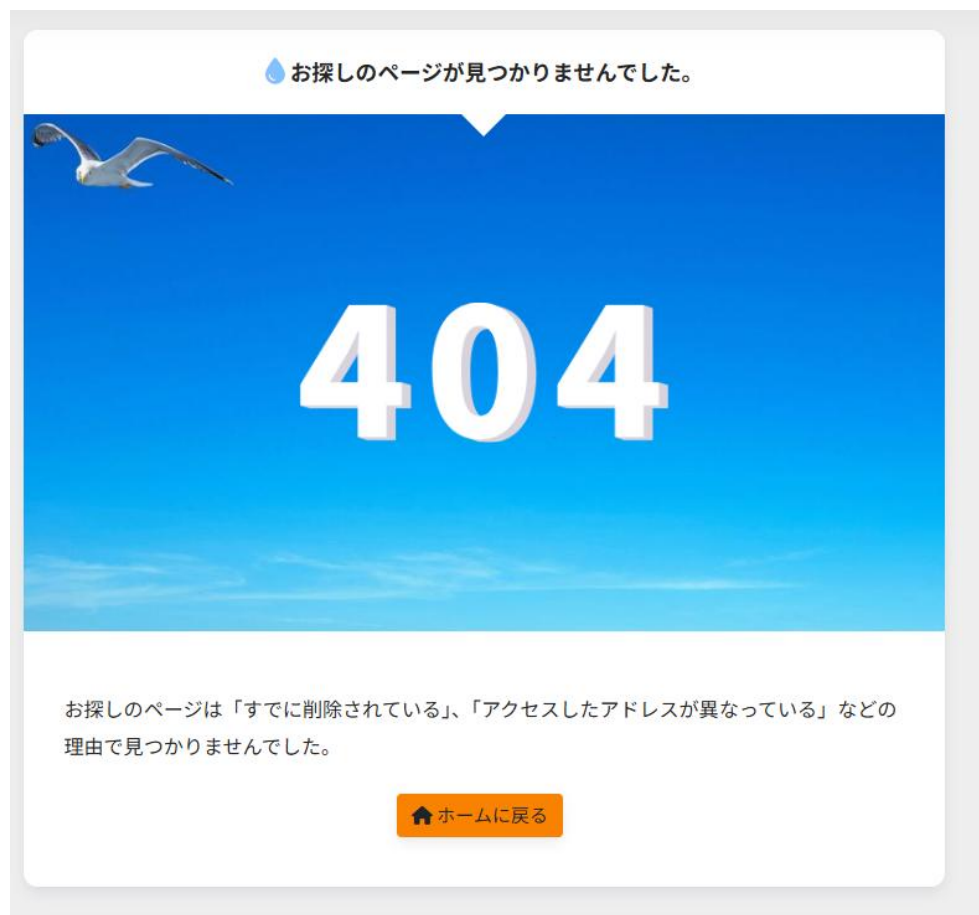 お探しのページが見つかりませんでした。
404
お探しのページは「すでに削除されている」、「アクセスしたアドレスが異なっている」などの
理由で見つかりませんでした。
ホームに戻る